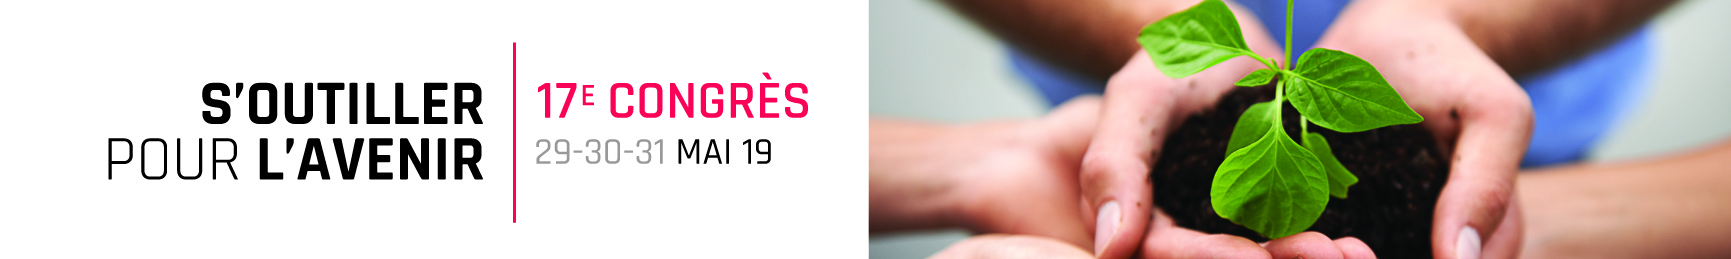 S’OUTILLER
POUR L’AVENIR
17E CONGRÈS
29-30-31 MAI 19